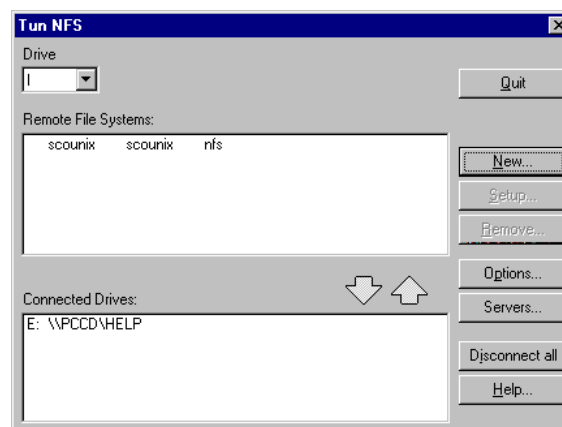 Tun NFS
Drive
I
Quit
Remote File Systems:
scounix scounix nfs
New...
Setup...
Remove...
Options...
Connected Drives:
Servers...
E: \\PCCD\HELP
Disconnect all
Help...